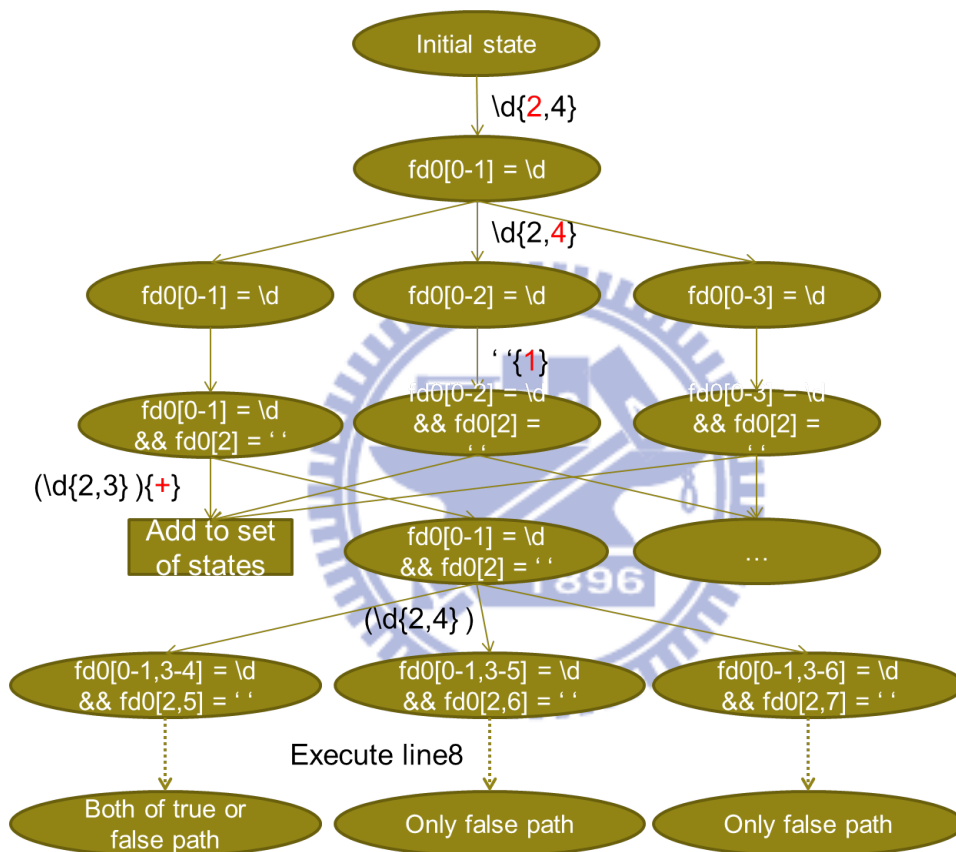 Initial state
\d{2,4}
fd0[0-1] = \d
\d{2,4}
fd0[0-1] = \d
fd0[0-2] = \d
fd0[0-3] = \d
‘ ‘{1}
fd0[0-1] = \d
&& fd0[2] = ‘ ‘
fd0[0-2] = \d
&& fd0[2] =
‘ ‘
fd0[0-3] = \d
&& fd0[2] =
‘ ‘
(\d{2,3} ){+}
Add to set
of states
fd0[0-1] = \d
&& fd0[2] = ‘ ‘
...
1896
(\d{2,4} )
fd0[0-1,3-4] = \d
&& fd0[2,5] = ‘ ‘
fd0[0-1,3-5] = \d
&& fd0[2,6] = ‘ ‘
fd0[0-1,3-6] = \d
&& fd0[2,7] = ‘ ‘
Execute line8
Both of true or
false path
Only false path
Only false path